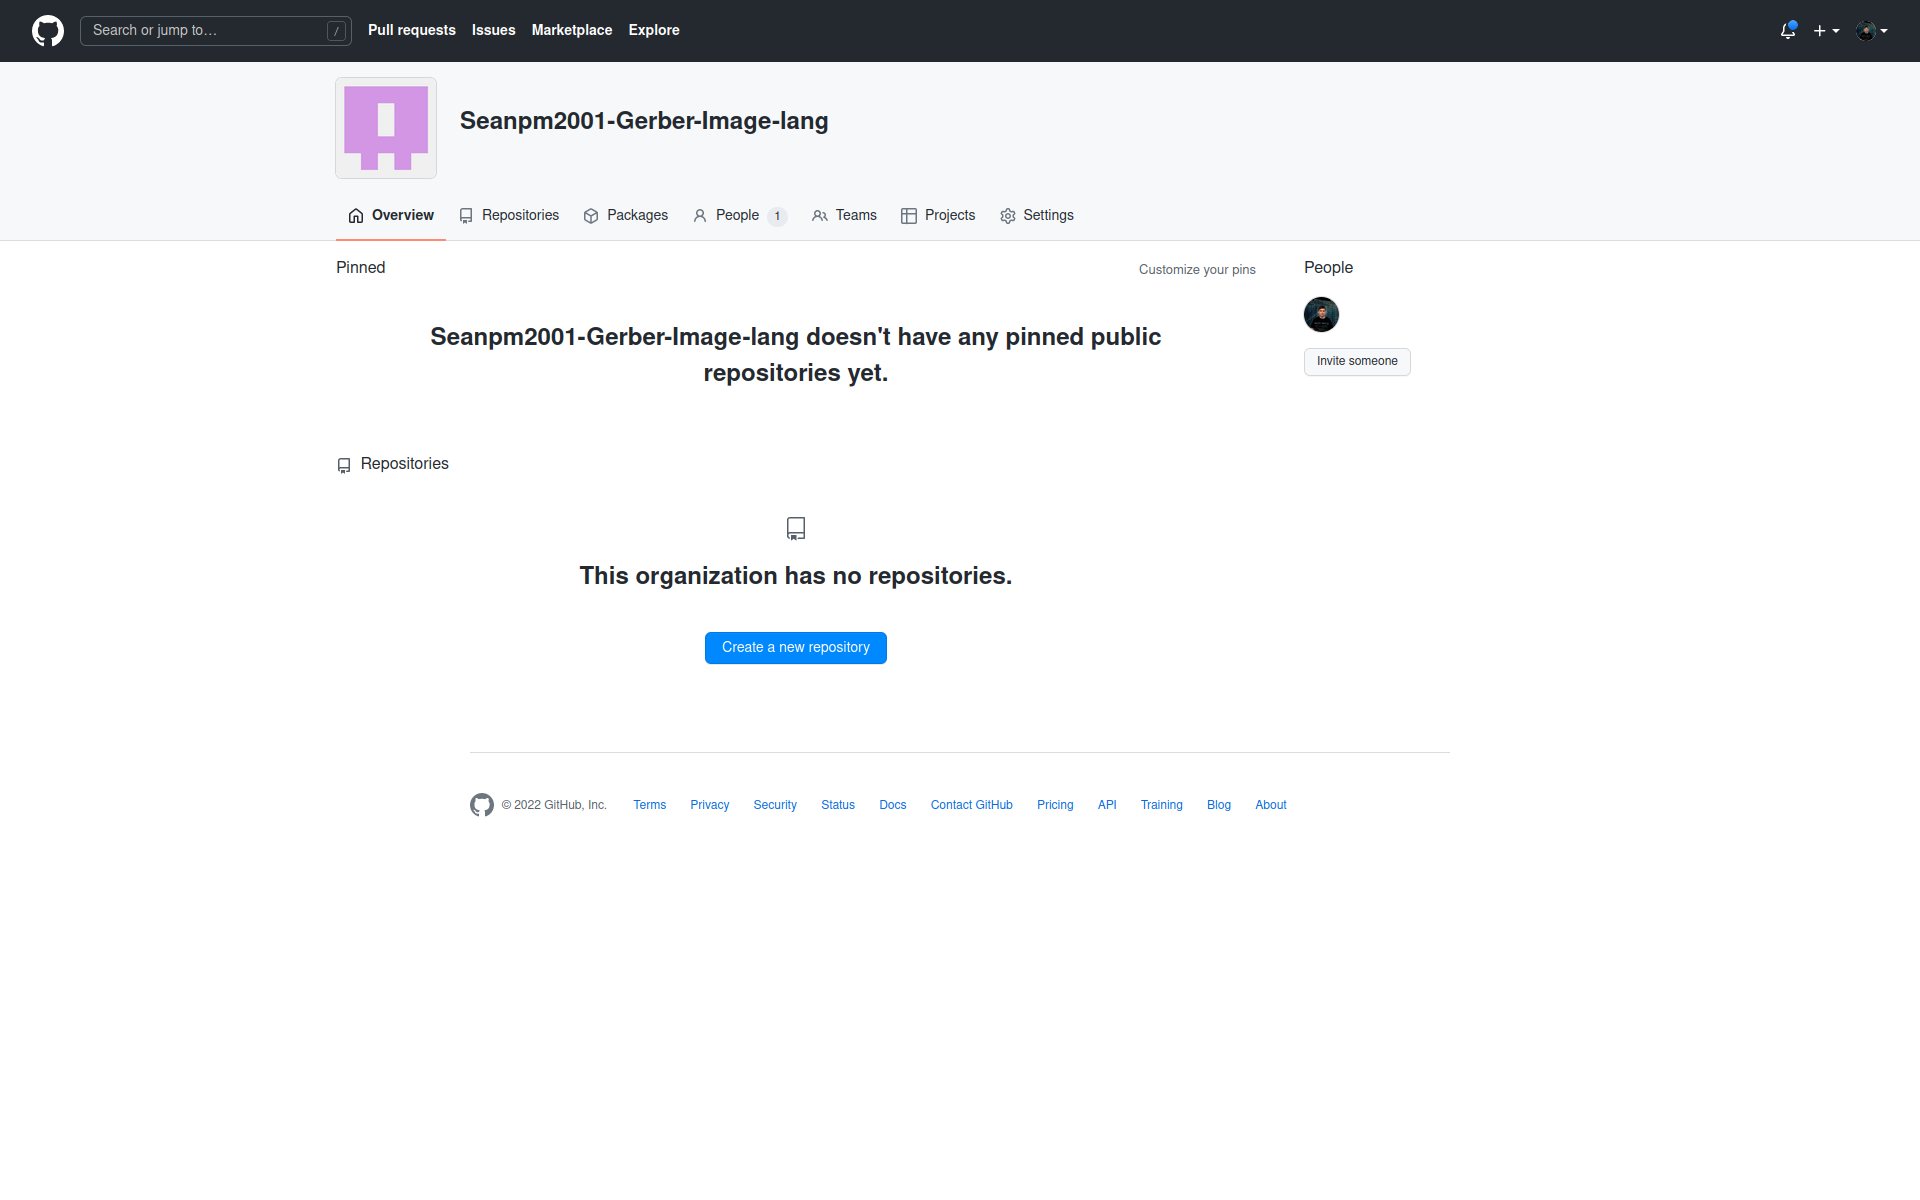 Search or jump to… /
Pull requests Issues Marketplace Explore
Seanpm2001-Gerber-Image-lang
Overview Repositories Packages People 1 Teams Projects Settings
Pinned
Customize your pins
People
Seanpm2001-Gerber-Image-lang doesn't have any pinned public
repositories yet.
Invite someone
Repositories
This organization has no repositories.
Create a new repository
© 2022 GitHub, Inc. Terms Privacy Security Status Docs Contact GitHub Pricing API Training Blog About